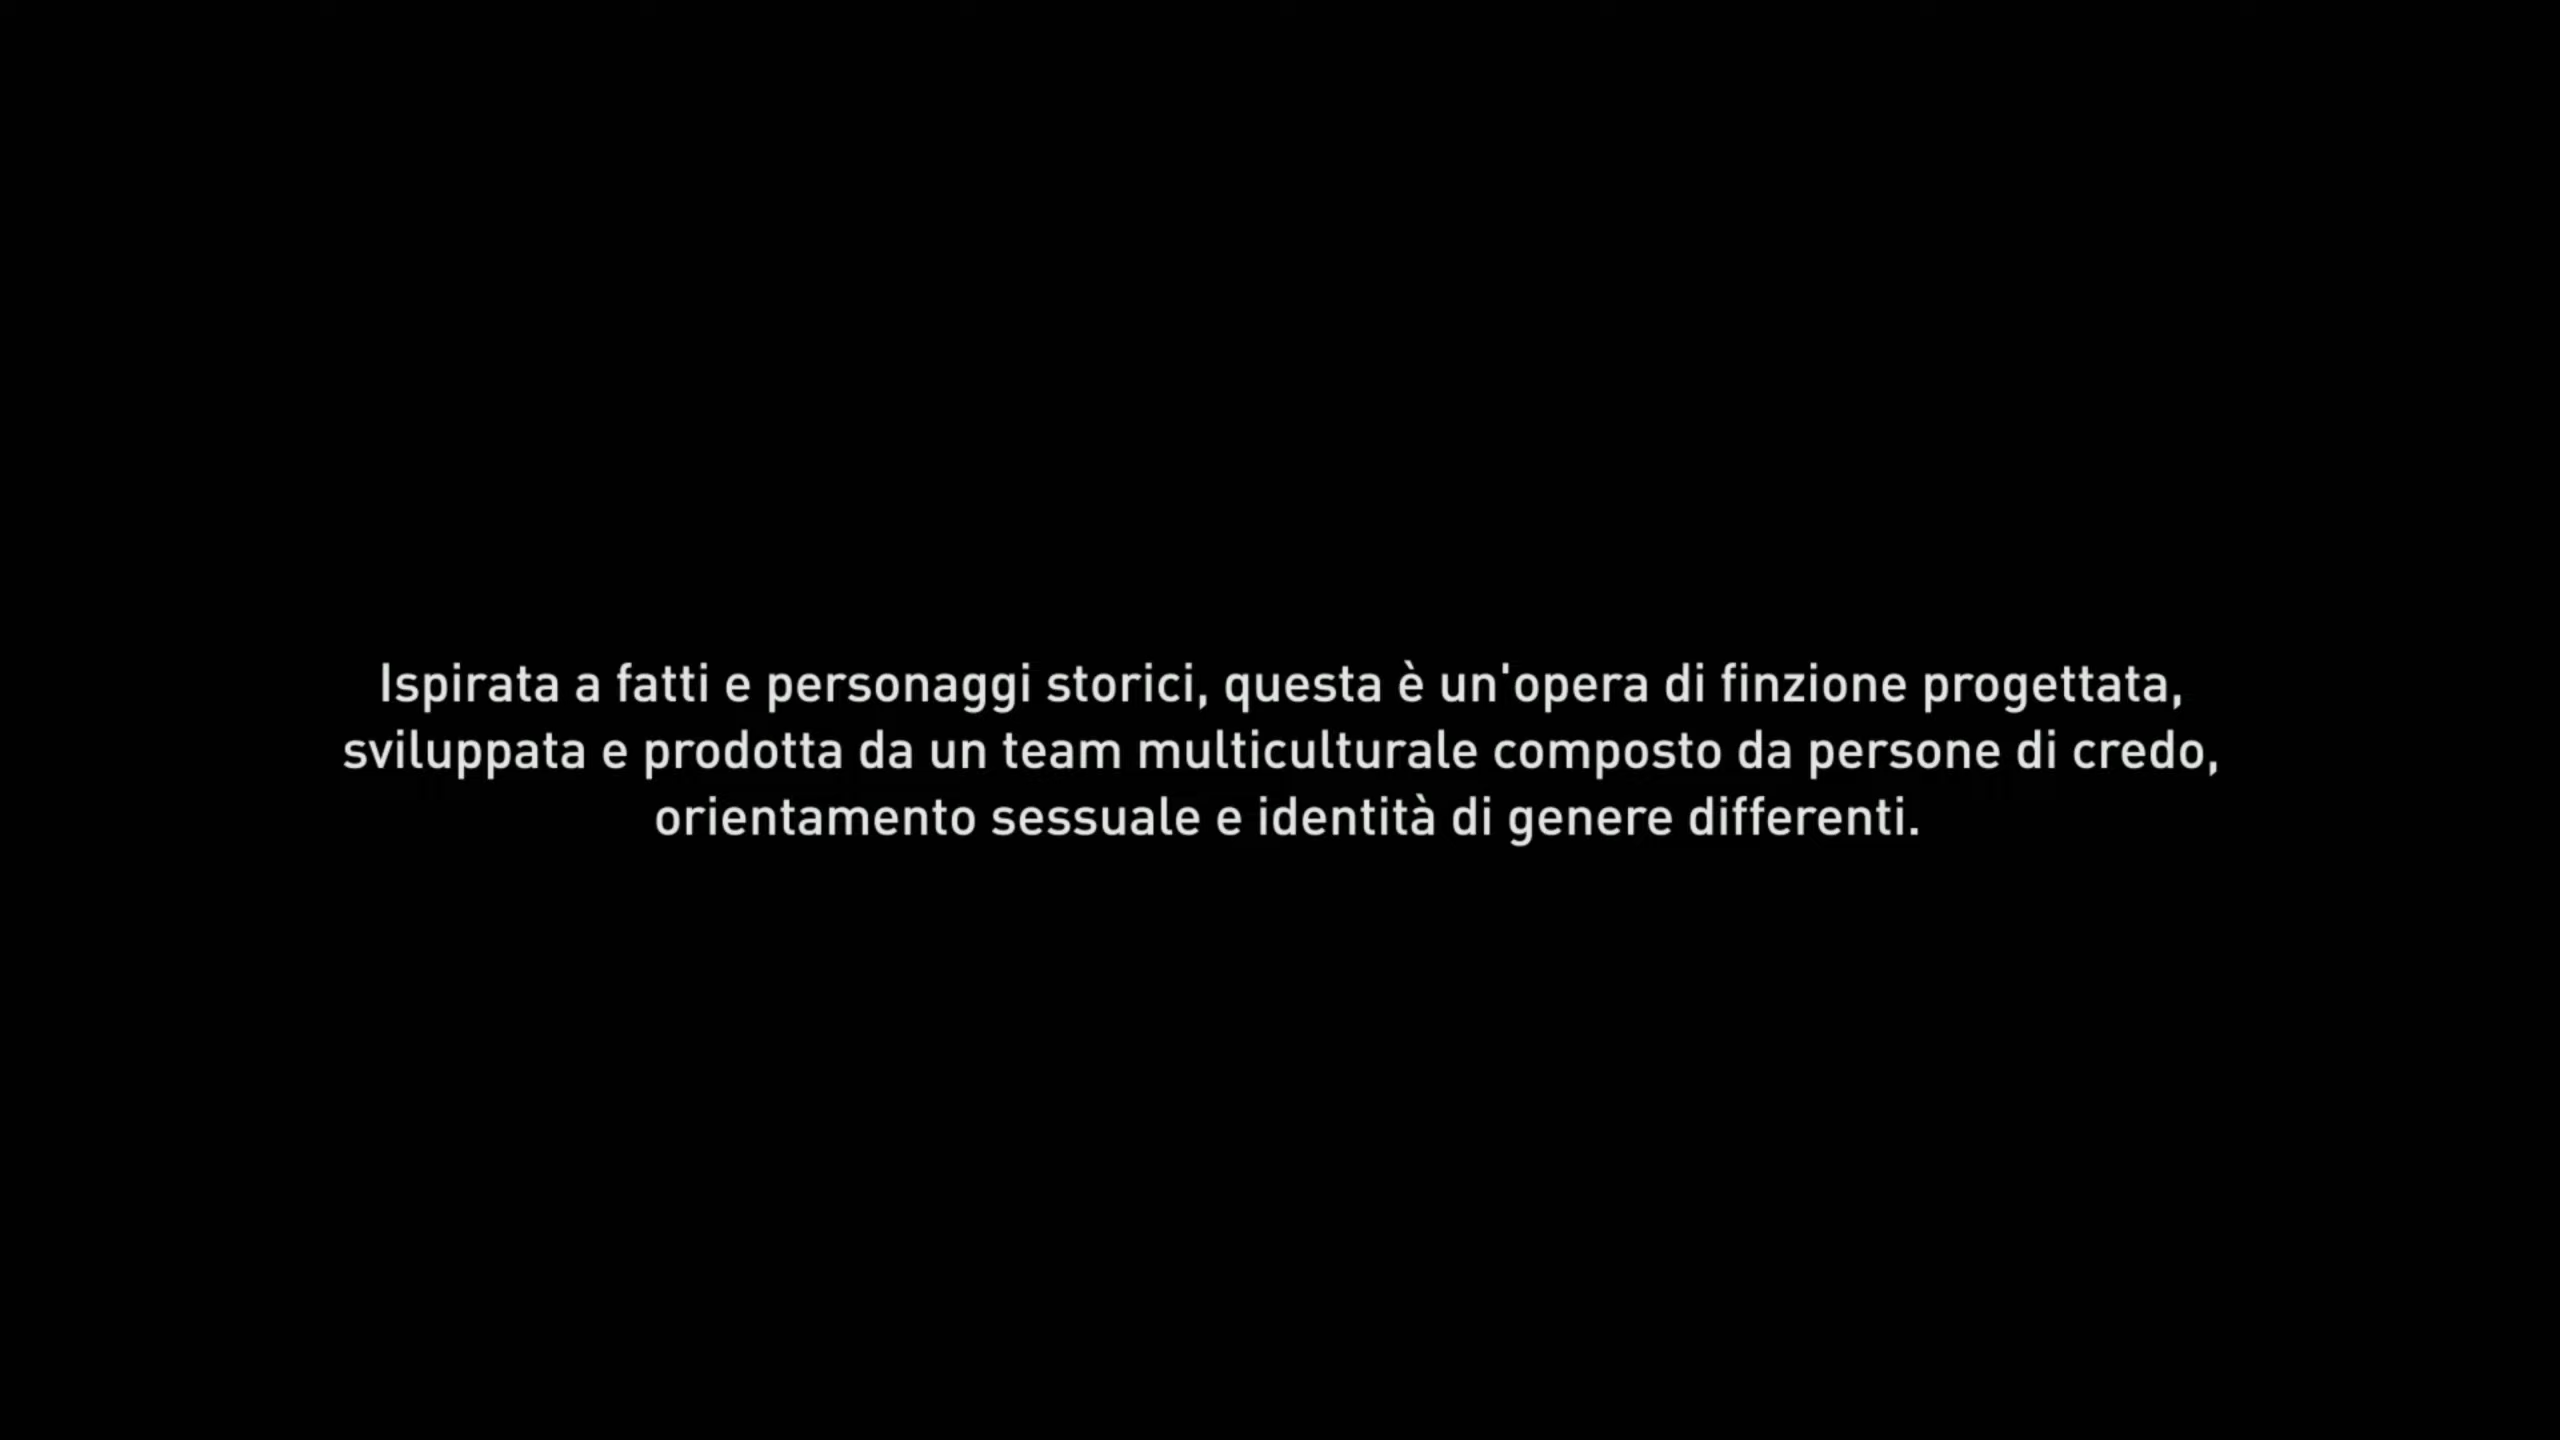 Ispirata a fatti e personaggi storici, questa è un'opera di finzione progettata,
sviluppata e prodotta da un team multiculturale composto da persone di credo,
orientamento sessuale e identità di genere differenti.